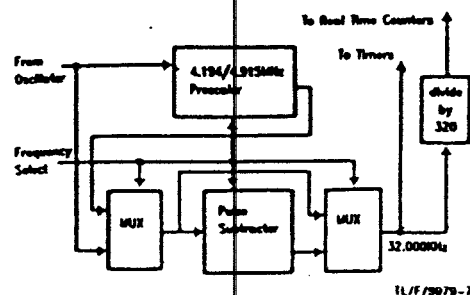 To Real Time Counters
To Timers
From
Oscillator
4.194/4.915MHz
Prescaler
divide
by
320
Frequency
Select
MUX
Pulse
Subtractor
MUX
32.000KHz
TL/F/9979-